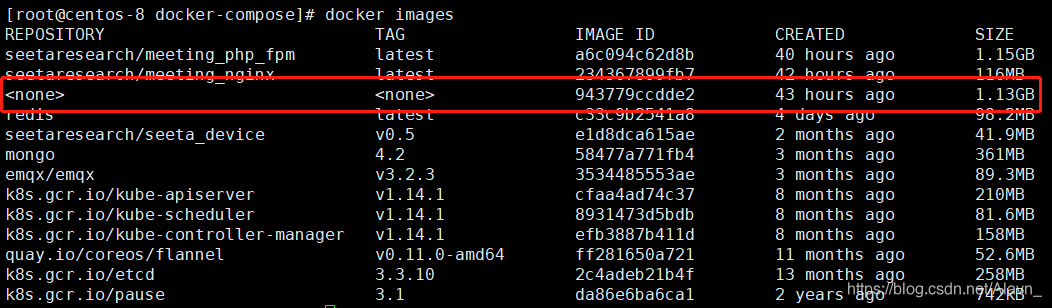 [root@centos-8 docker-compose]# docker images
REPOSITORY TAG IMAGE ID CREATED SIZE
seetaresearch/meeting_php_fpm latest a6c094c62d8b 40 hours ago 1.15GB
seetaresearch/meeting_nginx latest 234367899fb7 42 hours ago 116MB
<none> <none> 943779ccdde2 43 hours ago 1.13GB
redis latest c33c9b2541a8 4 days ago 98.2MB
seetaresearch/seeta_device v0.5 e1d8dca615ae 2 months ago 41.9MB
mongo 4.2 58477a771fb4 3 months ago 361MB
emqx/emqx v3.2.3 3534485553ae 3 months ago 89.3MB
k8s.gcr.io/kube-apiserver v1.14.1 cfaa4ad74c37 8 months ago 210MB
k8s.gcr.io/kube-scheduler v1.14.1 8931473d5bdb 8 months ago 81.6MB
k8s.gcr.io/kube-controller-manager v1.14.1 efb3887b411d 8 months ago 158MB
quay.io/coreos/flannel v0.11.0-amd64 ff281650a721 11 months ago 52.6MB
k8s.gcr.io/etcd 3.3.10 2c4adeb21b4f 13 months ago 258MB
k8s.gcr.io/pause 3.1 da86e6ba6ca1 2 years ago 742kB
https://blog.csdn.net/Aleyn_